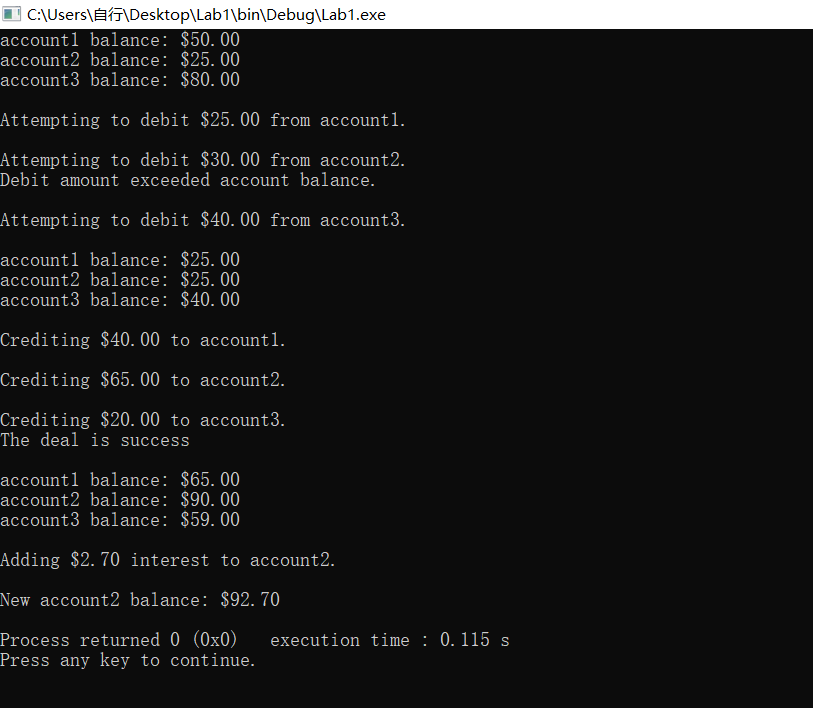 C:\Users\自行\Desktop\Lab1\bin\Debug\Lab1.exe
account1 balance: $50.00
account2 balance: $25.00
account3 balance: $80.00
Attempting to debit $25.00 from account1.
Attempting to debit $30.00 from account2.
Debit amount exceeded account balance.
Attempting to debit $40.00 from account3.
account1 balance: $25.00
account2 balance: $25.00
account3 balance: $40.00
Crediting $40.00 to account1.
Crediting $65.00 to account2.
Crediting $20.00 to account3.
The deal is success
account1 balance: $65.00
account2 balance: $90.00
account3 balance: $59.00
Adding $2.70 interest to account2.
New account2 balance: $92.70
Process returned 0 (0x0)   execution time : 0.115 s
Press any key to continue.